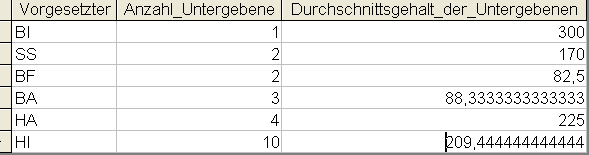 Vorgesetzter Anzahl_Untergebene Durchschnittsgehalt_der_Untergebenen
BI 1 300
SS 2 170
BF 2 82,5
BA 3 88,3333333333333
HA 4 225
HI 10 209,444444444444